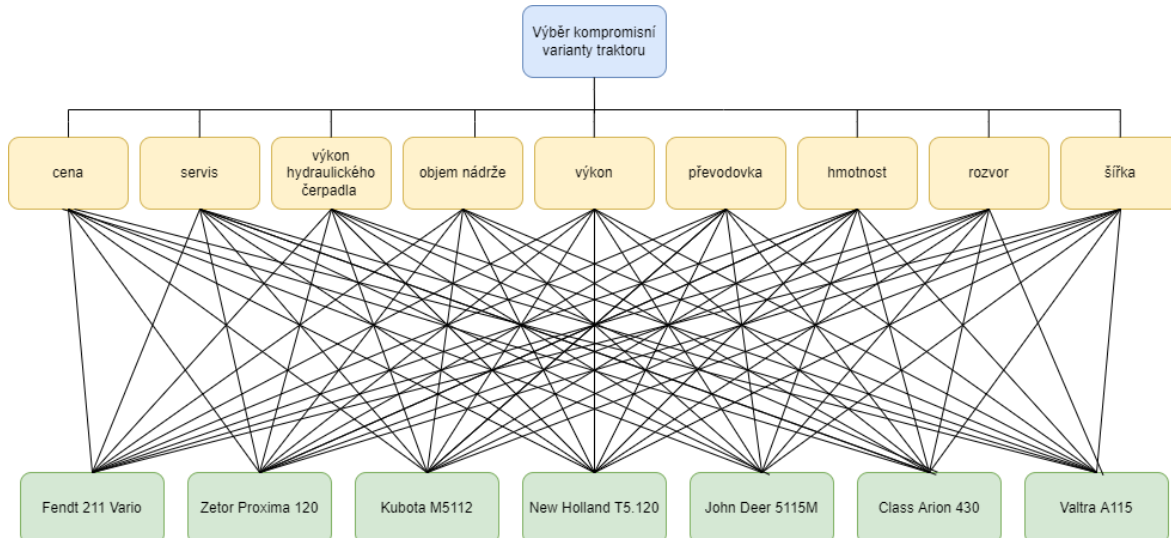 Výběr kompromisní
varianty traktoru
cena
servis
výkon
hydraulického
čerpadla
objem nádrže
výkon
převodovka
hmotnost
rozvor
šířka
Fendt 211 Vario
Zetor Proxima 120
Kubota M5112
New Holland T5.120
John Deer 5115M
Class Arion 430
Valtra A115